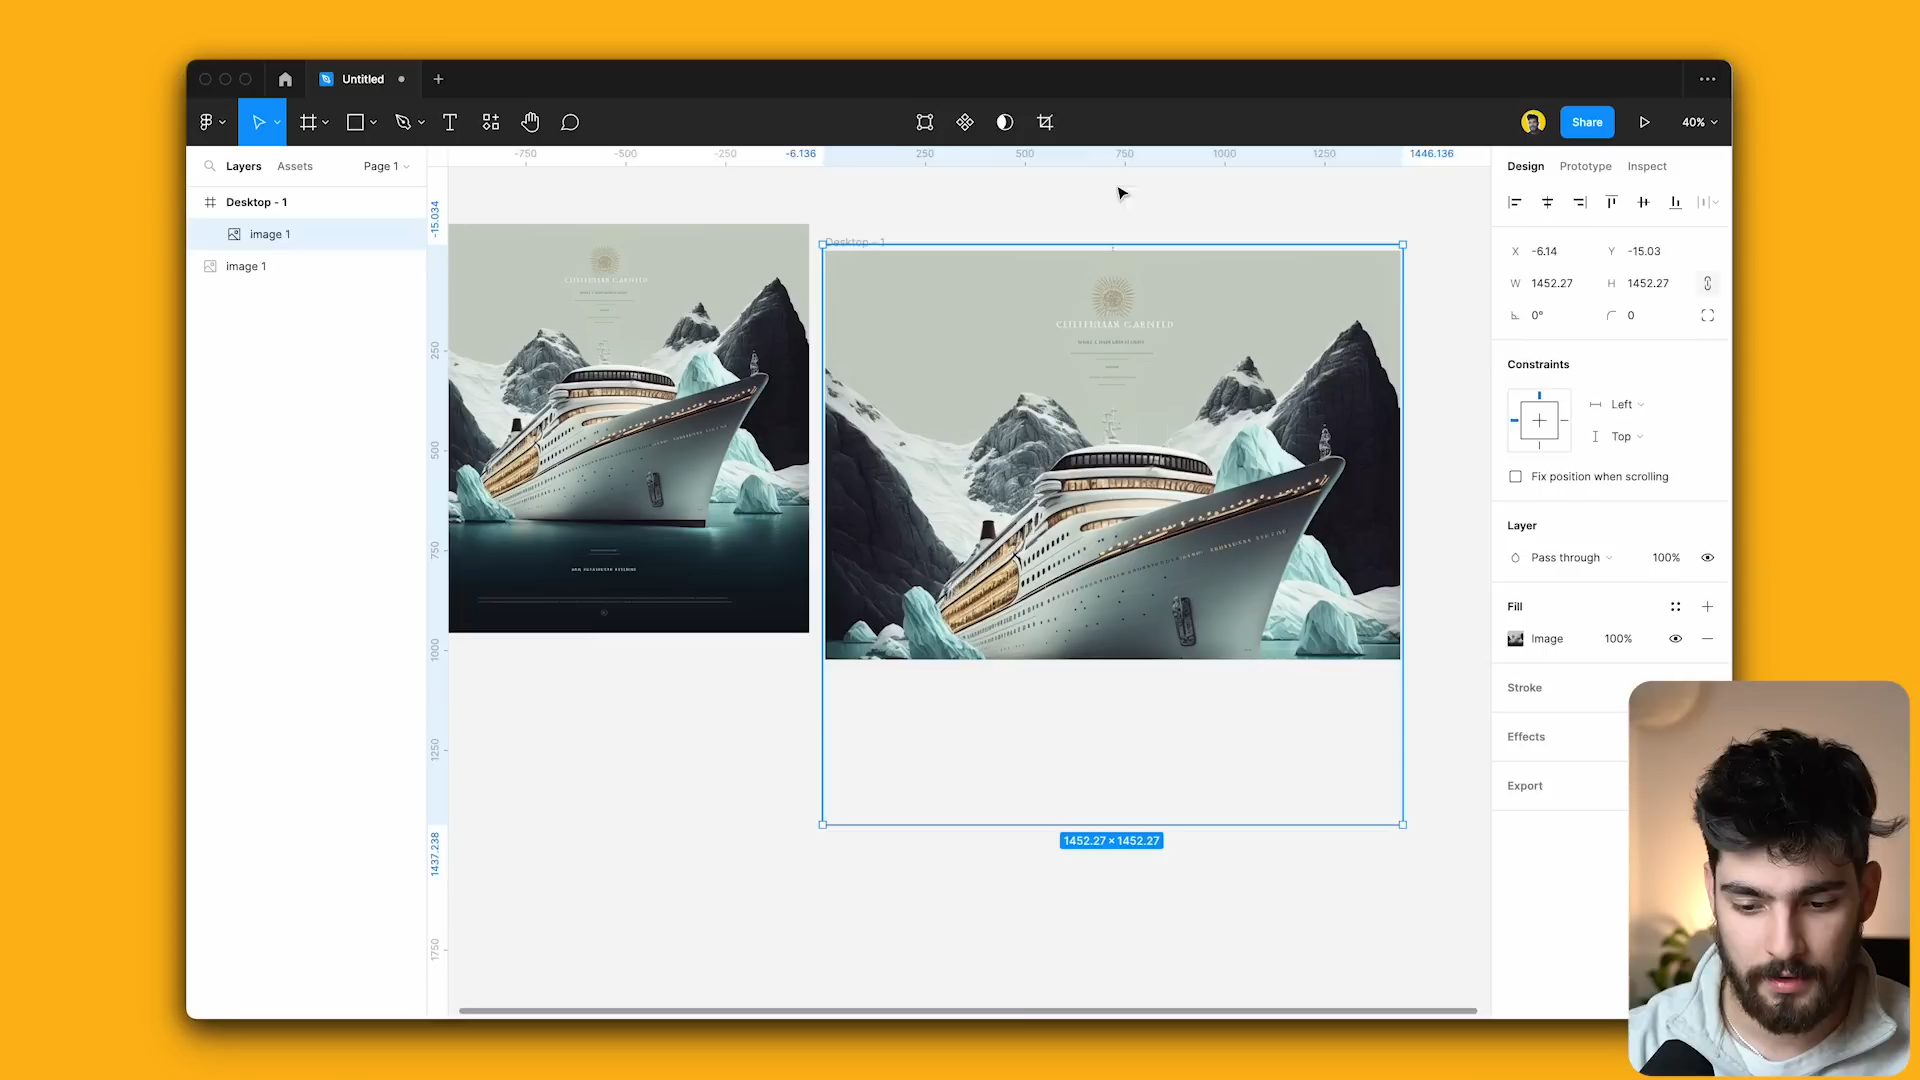 Untitled
Share
40%
Layers
Assets
Page 1
-750
-500
-250
-6.136
250
500
750
1000
1250
1446.136
Design
Prototype
Inspect
Desktop - 1
image 1
image 1
-15.034
250
500
750
1000
1250
1437.238
1750
Desktop - 1
1452.27 × 1452.27
X -6.14
Y -15.03
W 1452.27
H 1452.27
0°
0
Constraints
Left
Top
Fix position when scrolling
Layer
Pass through
100%
Fill
Image
100%
Stroke
Effects
Export